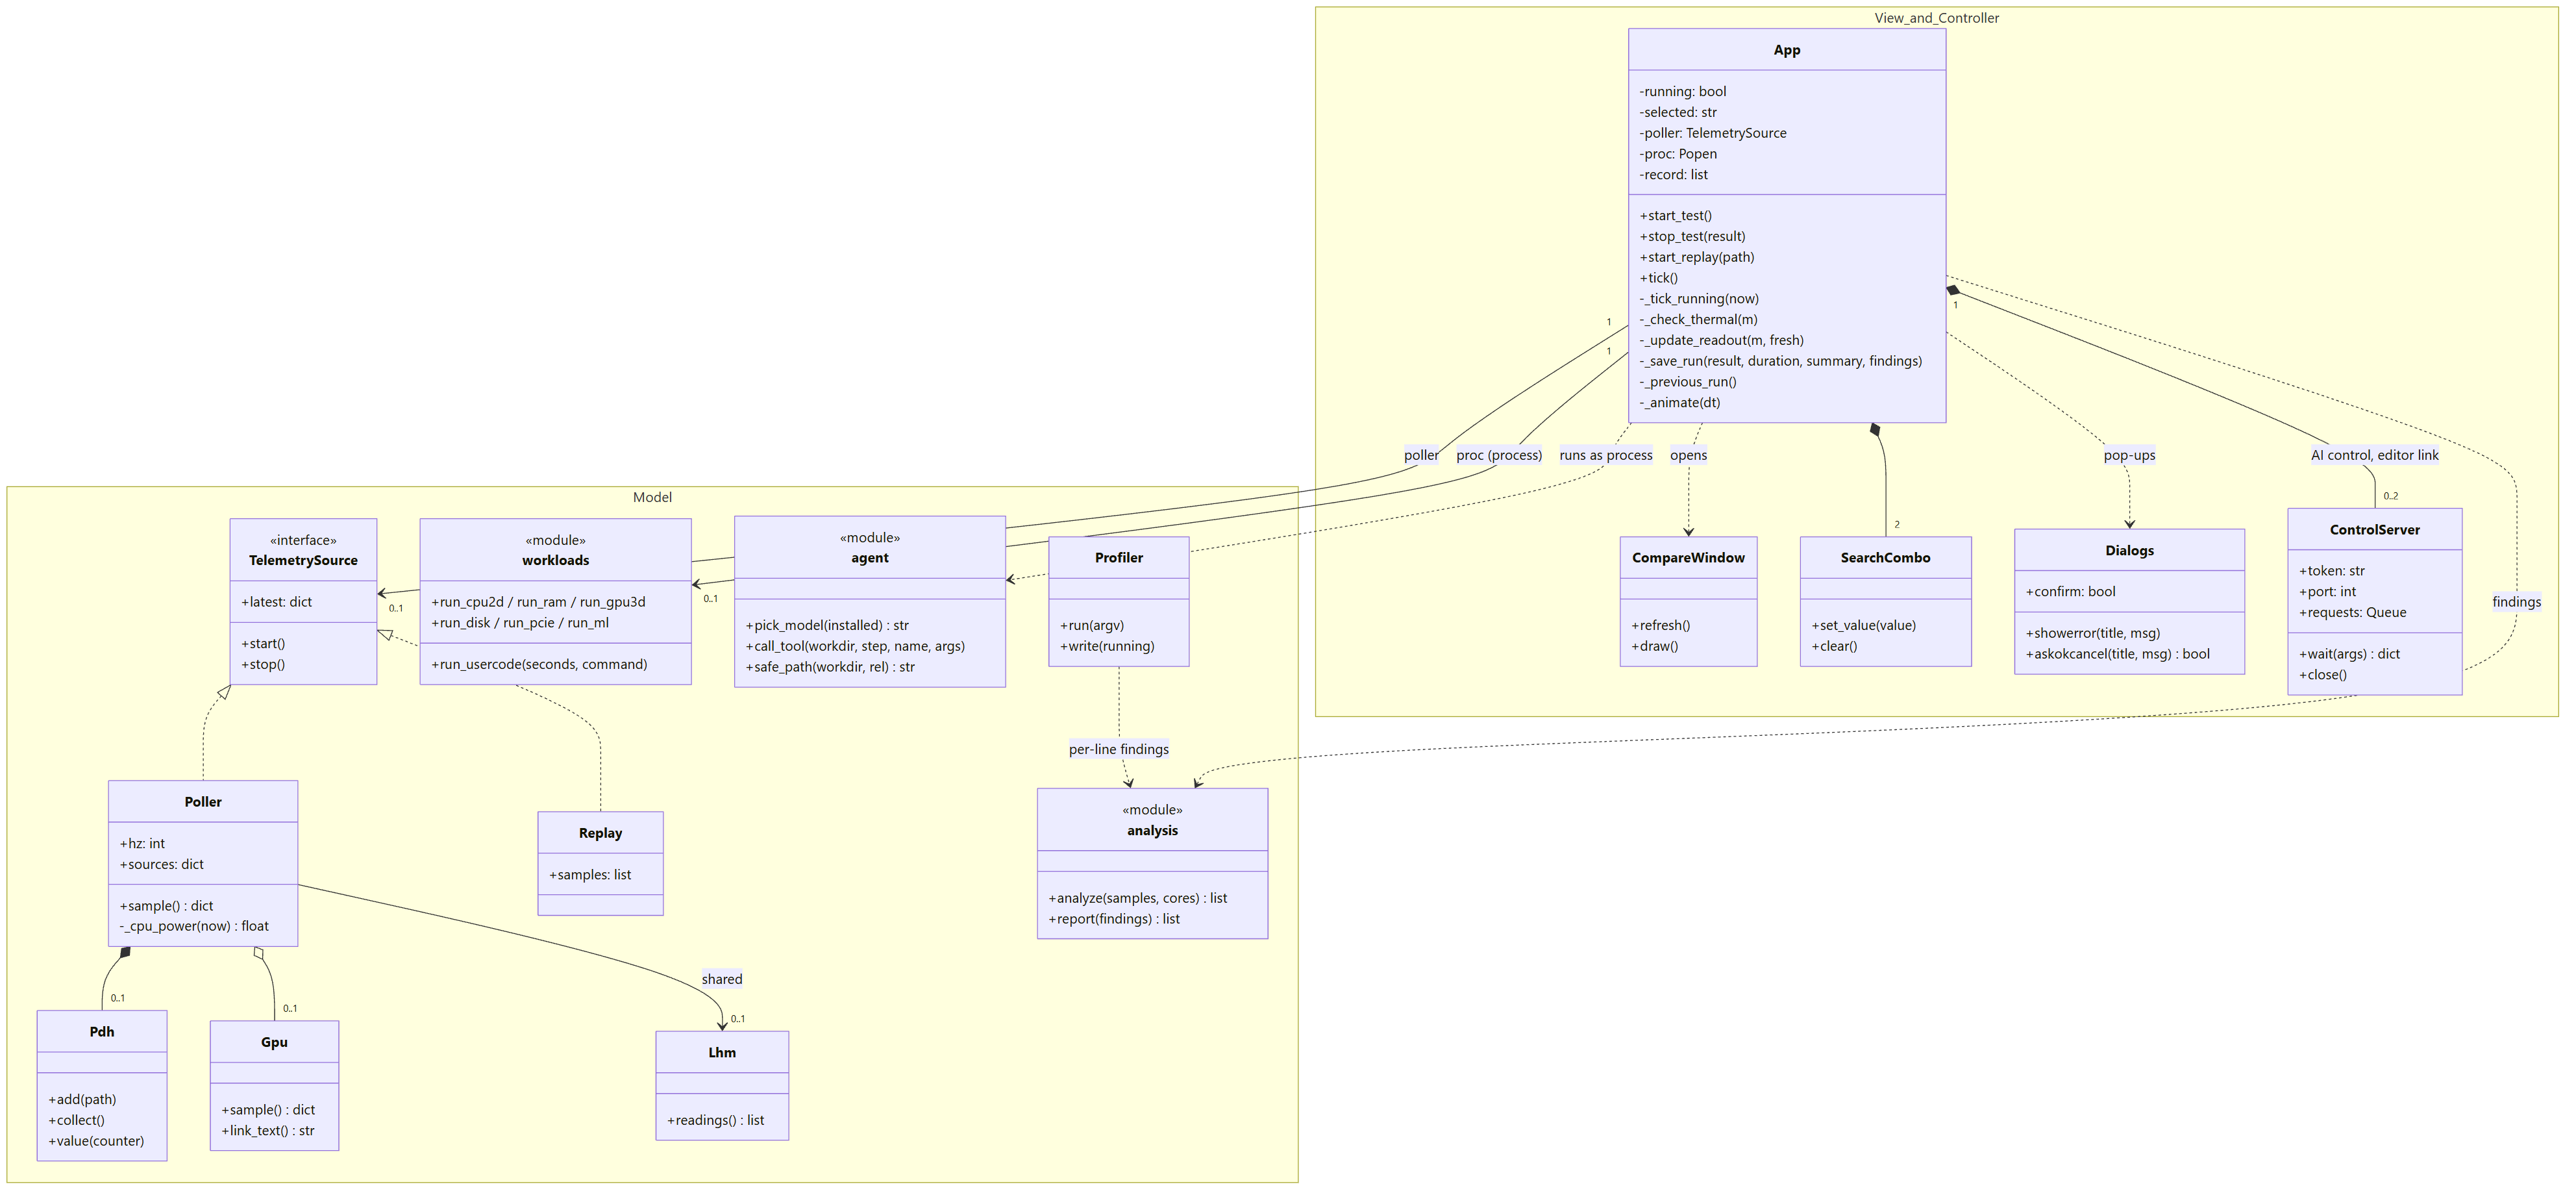 View_and_Controller
App
-running: bool
-selected: str
-poller: TelemetrySource
-proc: Popen
-record: list
+start_test()
+stop_test(result)
+start_replay(path)
+tick()
-_tick_running(now)
-_check_thermal(m)
-_update_readout(m, fresh)
-_save_run(result, duration, summary, findings)
-_previous_run()
-_animate(dt)
1
1
1
poller
proc (process)
runs as process
opens
pop-ups
AI control, editor link
0..2
2
findings
CompareWindow
+refresh()
+draw()
SearchCombo
+set_value(value)
+clear()
Dialogs
+confirm: bool
+showerror(title, msg)
+askokcancel(title, msg) : bool
ControlServer
+token: str
+port: int
+requests: Queue
+wait(args) : dict
+close()
Model
«interface»
TelemetrySource
+latest: dict
+start()
+stop()
0..1
«module»
workloads
+run_cpu2d / run_ram / run_gpu3d
+run_disk / run_pcie / run_ml
+run_usercode(seconds, command)
0..1
«module»
agent
+pick_model(installed) : str
+call_tool(workdir, step, name, args)
+safe_path(workdir, rel) : str
Profiler
+run(argv)
+write(running)
per-line findings
Poller
+hz: int
+sources: dict
+sample() : dict
-_cpu_power(now) : float
Replay
+samples: list
«module»
analysis
+analyze(samples, cores) : list
+report(findings) : list
shared
0..1
0..1
0..1
Pdh
+add(path)
+collect()
+value(counter)
Gpu
+sample() : dict
+link_text() : str
Lhm
+readings() : list